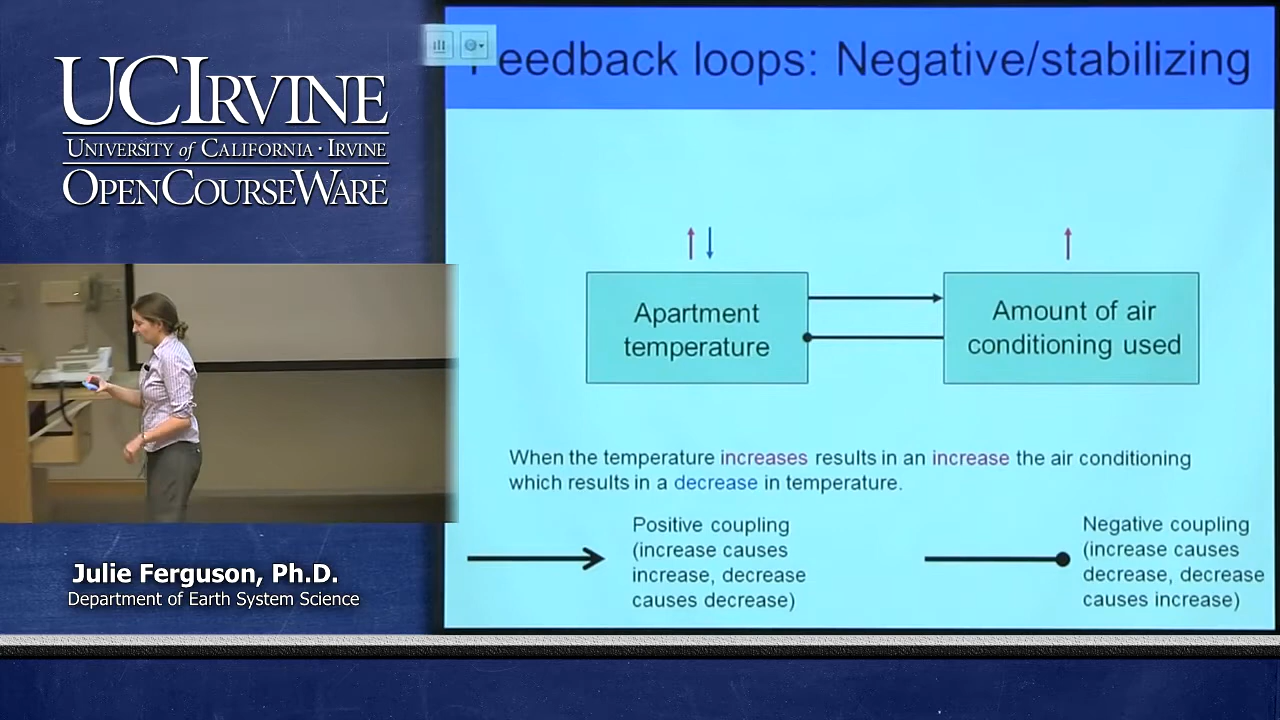 UCIRVINE
UNIVERSITY of CALIFORNIA · IRVINE
OPENCOURSEWARE
Feedback loops: Negative/stabilizing
Apartment
temperature
Amount of air
conditioning used
When the temperature increases results in an increase the air conditioning
which results in a decrease in temperature.
Positive coupling
(increase causes
increase, decrease
causes decrease)
Negative coupling
(increase causes
decrease, decrease
causes increase)
Julie Ferguson, Ph.D.
Department of Earth System Science